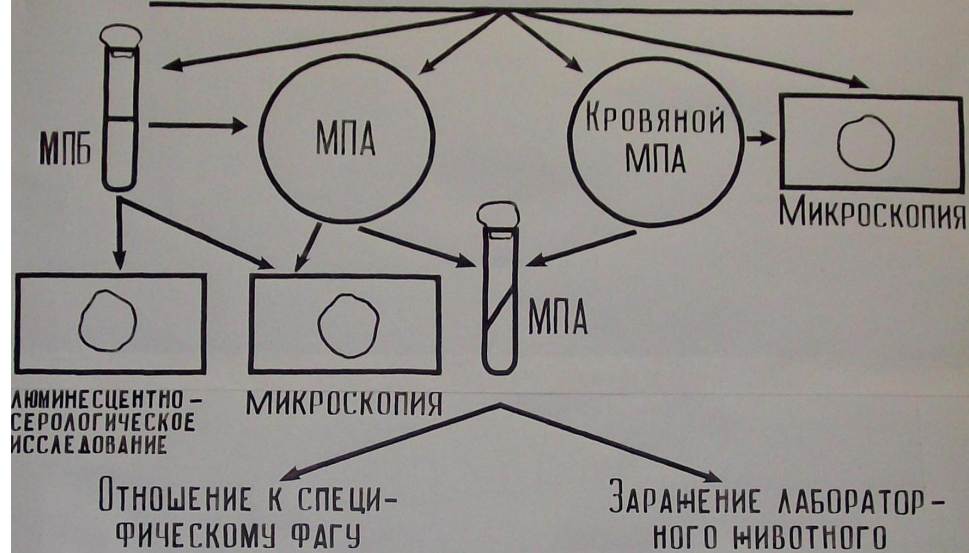 МПБ
МПА
Кровяной
МПА
Микроскопия
МПА
люминесцентно-
серологическое
исследование
микроскопия
Отношение к специ-
фическому фагу
Заражение лаборатор-
ного животного